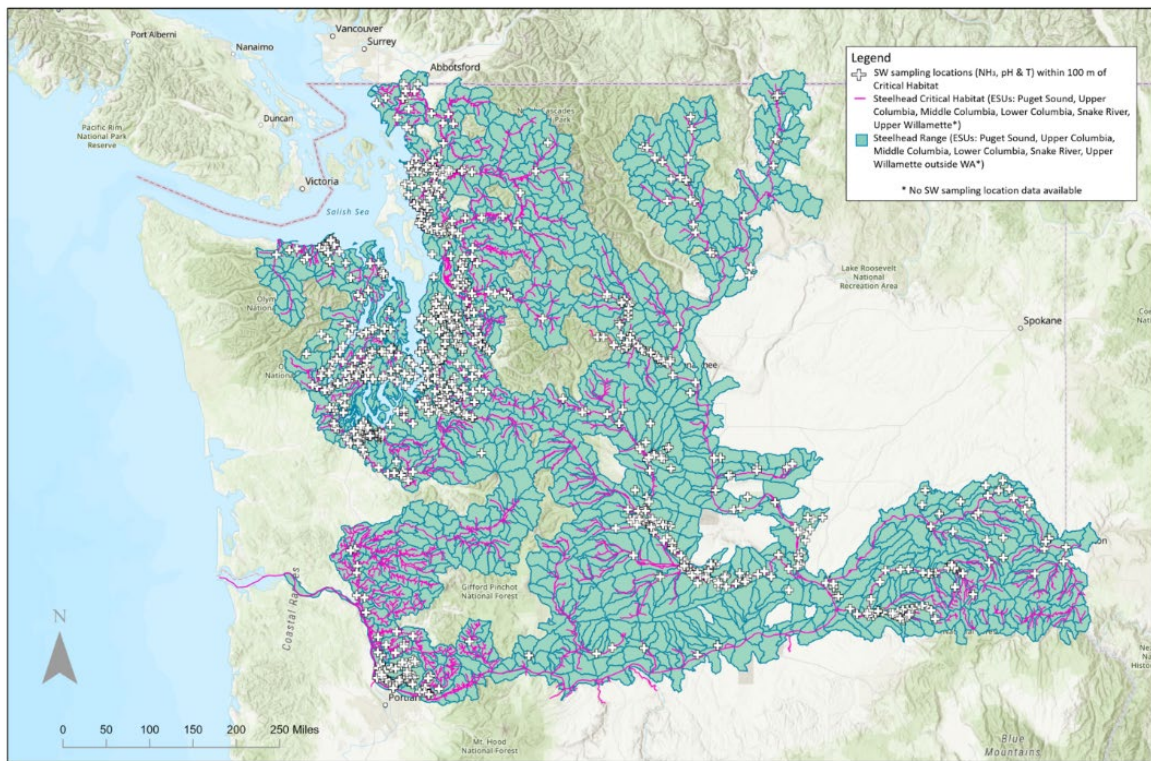 Port Alberni
Nanaimo
Vancouver
Surrey
Abbotsford
Duncan
Pacific Rim
National Park
Reserve
Victoria
Salish Sea
Legend
SW sampling locations (NH₃, pH & T) within 100 m of
Critical Habitat
Steelhead Critical Habitat (ESUs: Puget Sound, Upper
Columbia, Middle Columbia, Lower Columbia, Snake River,
Upper Willamette*)
Steelhead Range (ESUs: Puget Sound, Upper Columbia,
Middle Columbia, Lower Columbia, Snake River, Upper
Willamette outside WA*)
* No SW sampling location data available
Lake Roosevelt
National
Recreation Area
Spokane
Gifford Pinchot
National Forest
Coastal Ranges
N
0 50 100 150 200 250 Miles
Mt. Hood
National Forest
Blue
Mountains